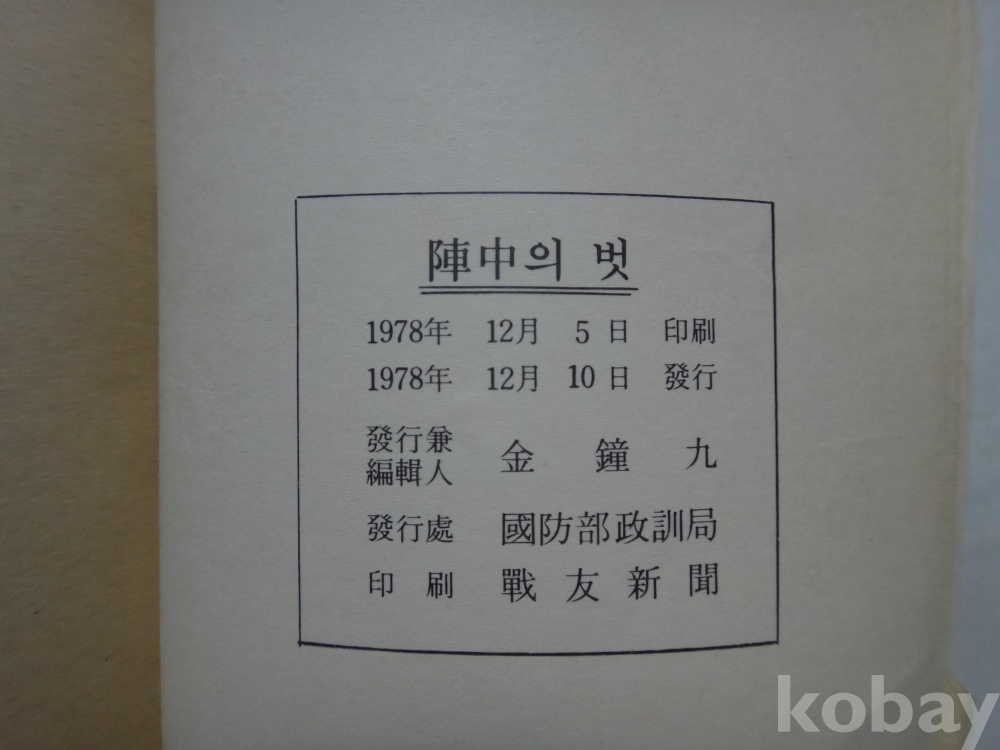 陣中의 벗
1978年 12月 5日 印刷
1978年 12月 10日 發行
發行兼
編輯人 金鐘九
發行處 國防部政訓局
印刷 戰友新聞
kobay